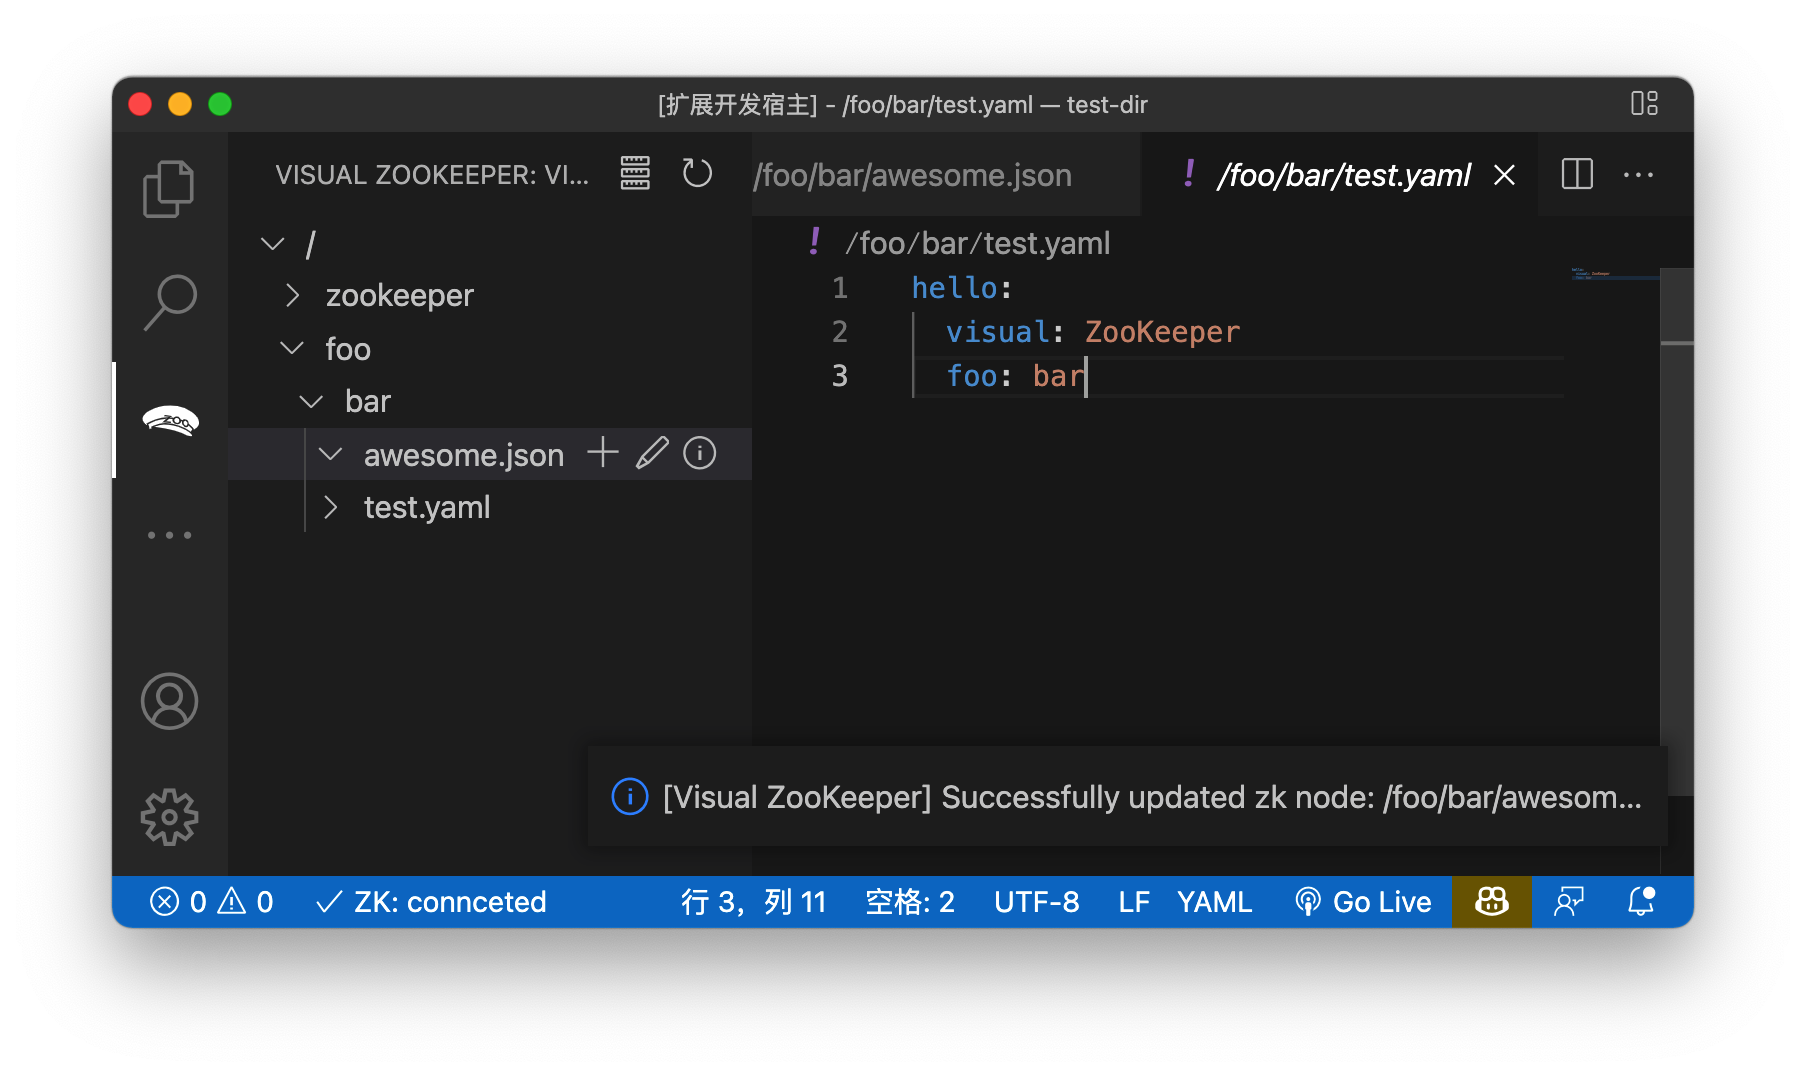 [扩展开发宿主] - /foo/bar/test.yaml — test-dir
VISUAL ZOOKEEPER: VI...
/foo/bar/awesome.json
! /foo/bar/test.yaml
/
zookeeper
foo
bar
awesome.json
test.yaml
ZOO
! /foo/bar/test.yaml
1 hello:
2 visual: ZooKeeper
3 foo: bar
[Visual ZooKeeper] Successfully updated zk node: /foo/bar/awesom...
0 0 ZK: connceted 行 3，列 11 空格: 2 UTF-8 LF YAML Go Live